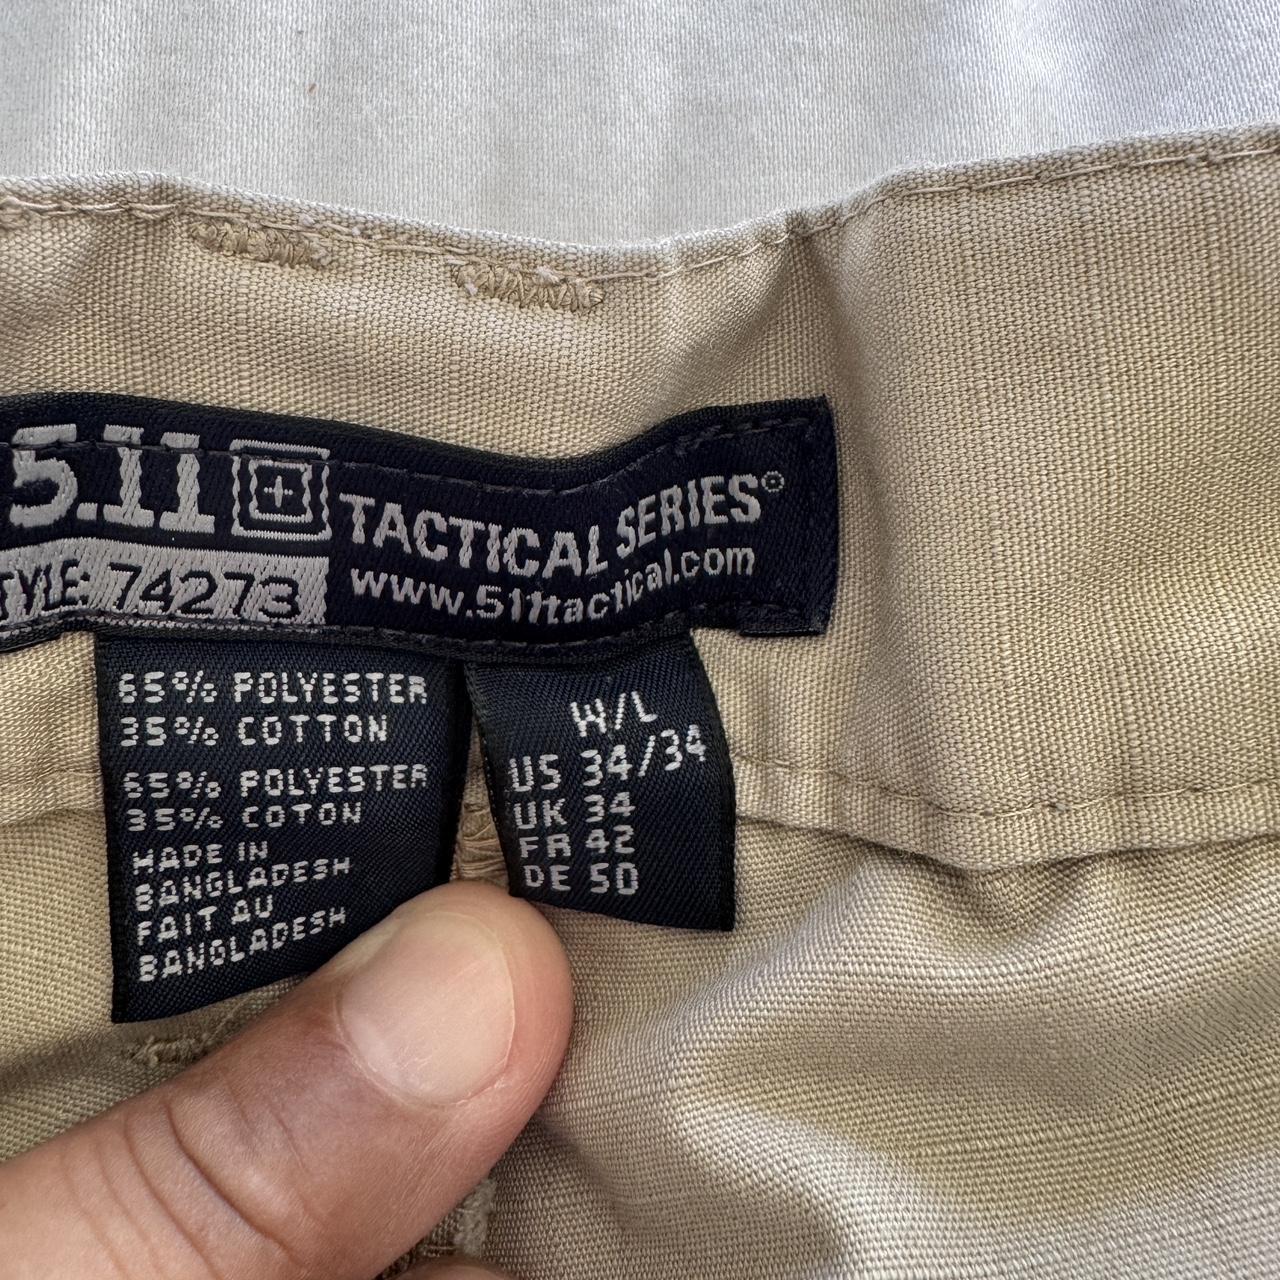 5.11 TACTICAL SERIES®
www.511tactical.com
STYLE: 74273
65% POLYESTER
35% COTTON
65% POLYESTER
35% COTON
MADE IN
BANGLADESH
FAIT AU
BANGLADESH
W/L
US 34/34
UK 34
FR 42
DE 50